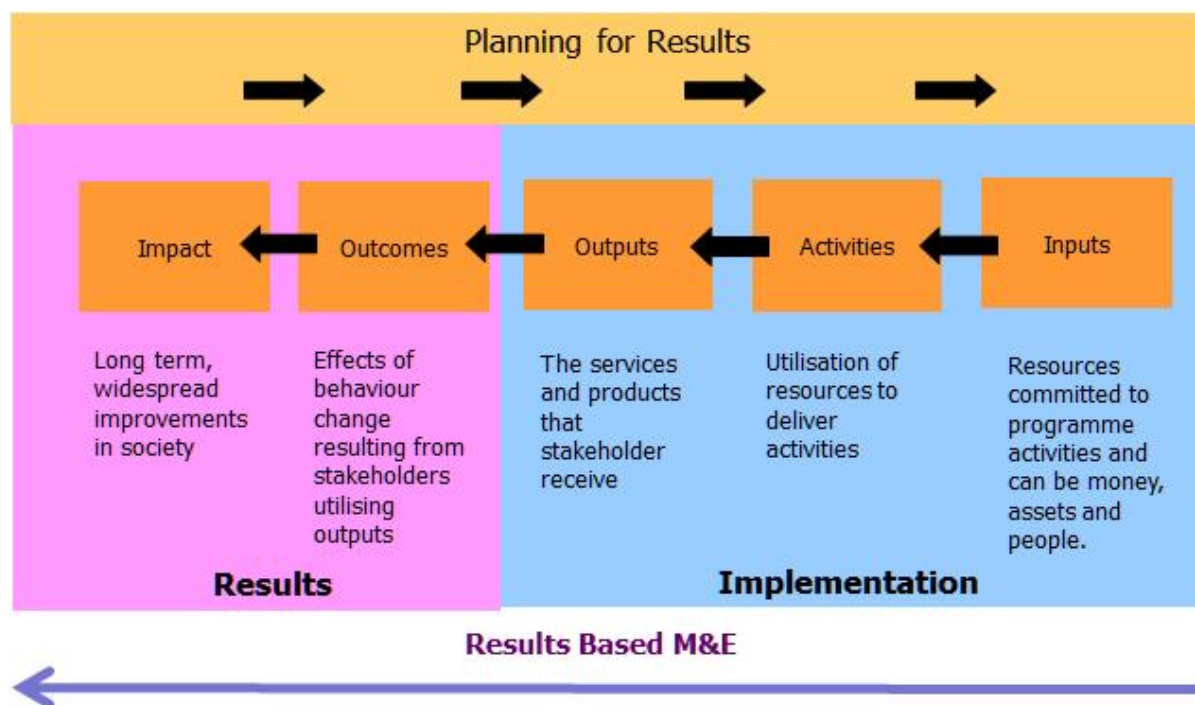 Planning for Results
Impact
Outcomes
Outputs
Activities
Inputs
Long term,
widespread
improvements
in society
Effects of
behaviour
change
resulting from
stakeholders
utilising
outputs
The services
and products
that
stakeholder
receive
Utilisation of
resources to
deliver
activities
Resources
committed to
programme
activities and
can be money,
assets and
people.
Results
Implementation
Results Based M&E